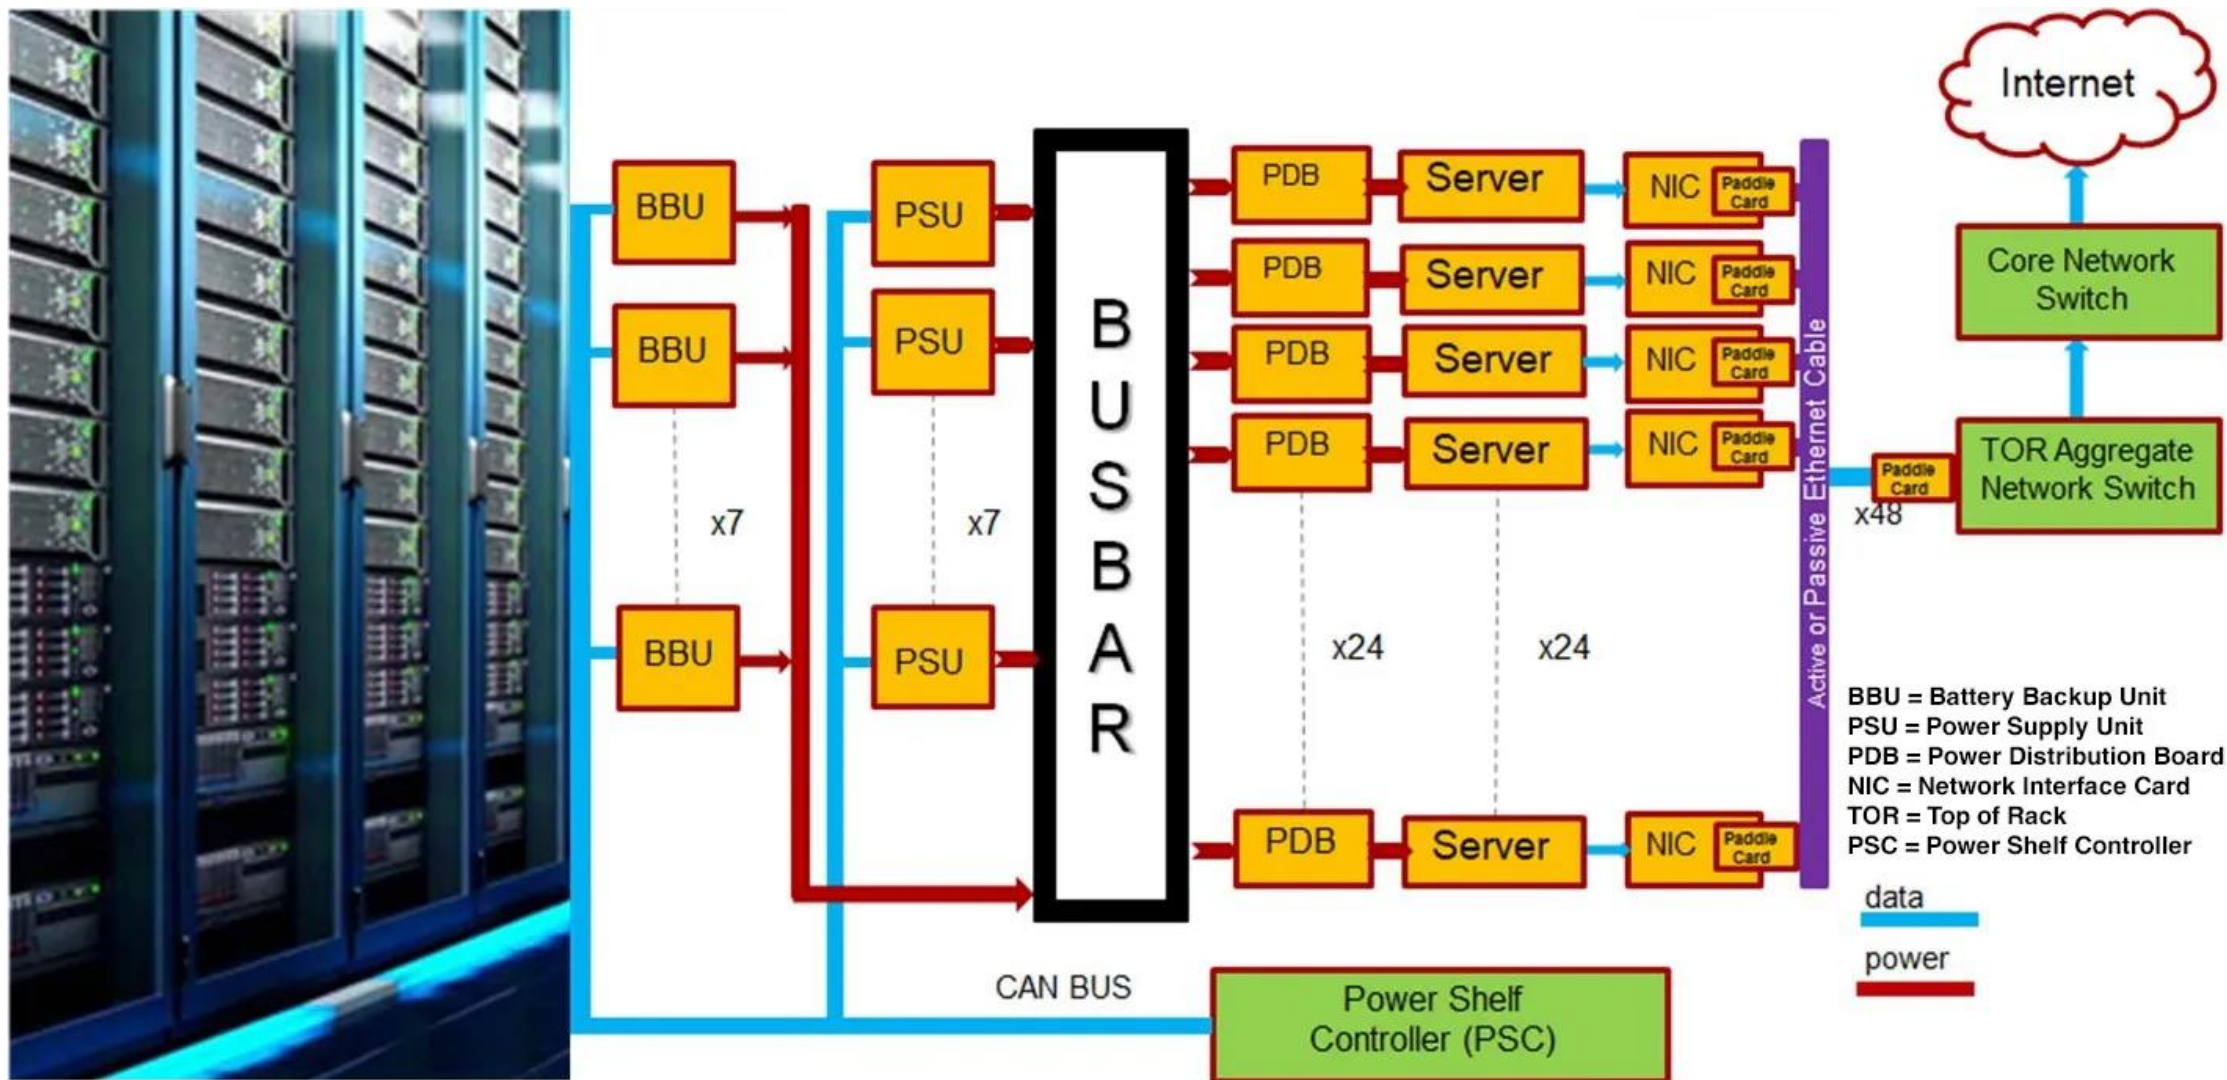 Internet
Core Network
Switch
TOR Aggregate
Network Switch
Paddle
Card
x48
BBU
BBU
BBU
x7
PSU
PSU
PSU
x7
B
U
S
B
A
R
PDB
Server
NIC
Paddle
Card
PDB
Server
NIC
Paddle
Card
PDB
Server
NIC
Paddle
Card
PDB
Server
NIC
Paddle
Card
x24
x24
PDB
Server
NIC
Paddle
Card
Active or Passive Ethernet Cable
CAN BUS
Power Shelf
Controller (PSC)
BBU = Battery Backup Unit
PSU = Power Supply Unit
PDB = Power Distribution Board
NIC = Network Interface Card
TOR = Top of Rack
PSC = Power Shelf Controller
data
power